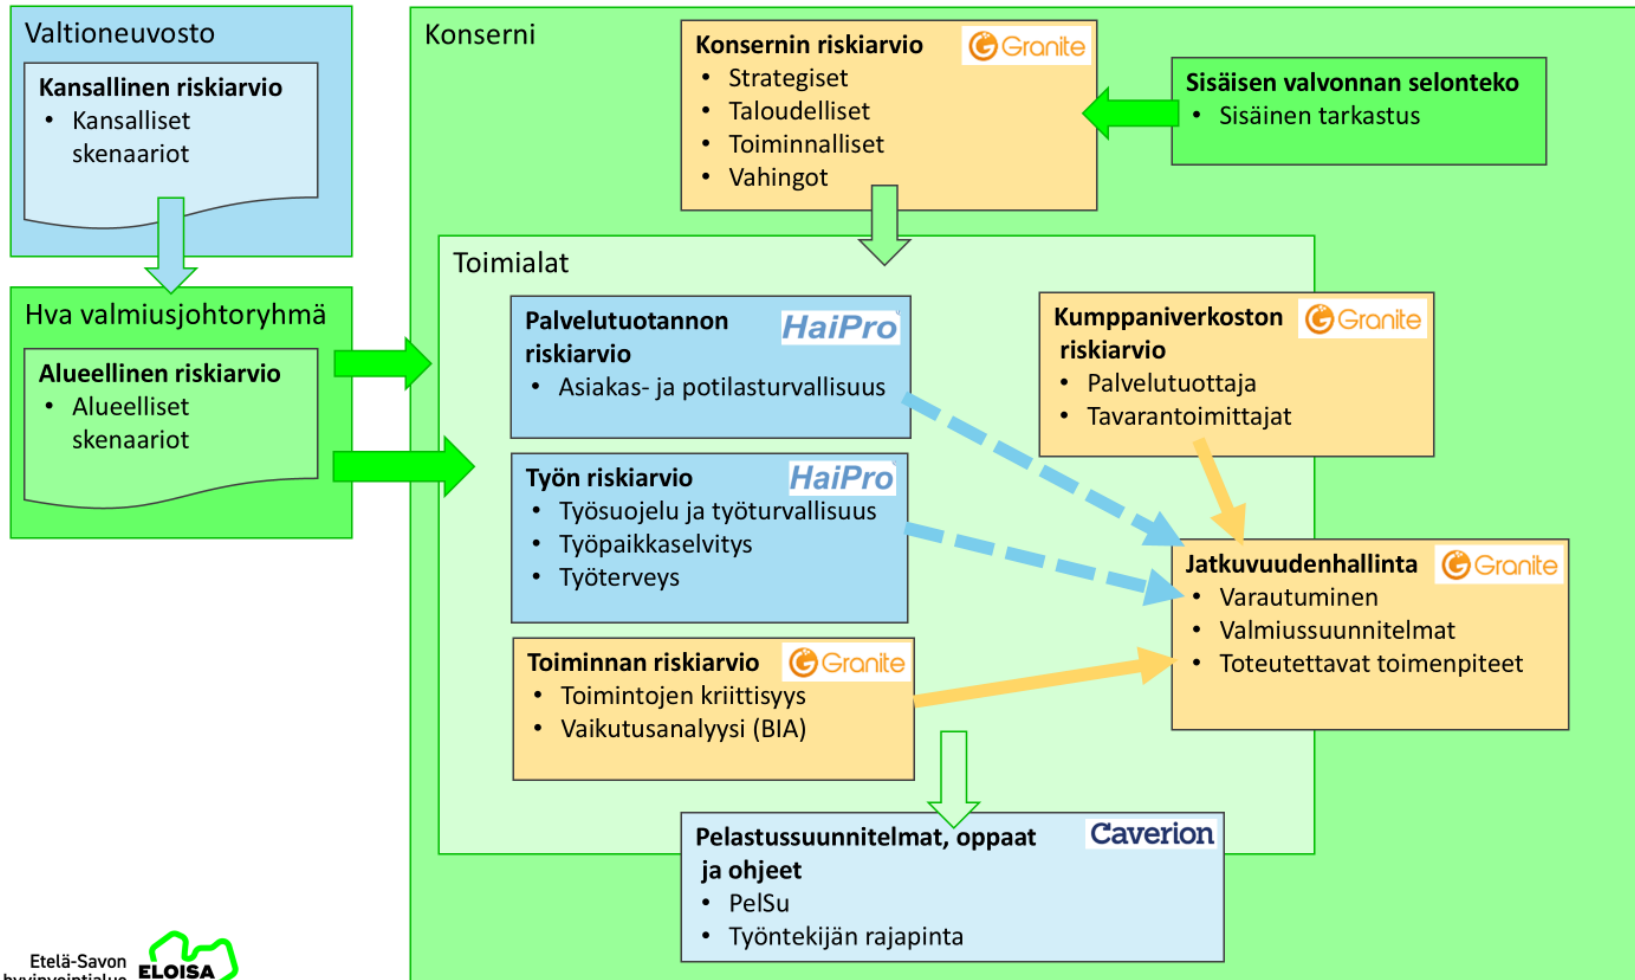 Valtioneuvosto
Kansallinen riskiarvio
• Kansalliset
skenaariot
Hva valmiusjohtoryhmä
Alueellinen riskiarvio
• Alueelliset
skenaariot
Konserni
Konsernin riskiarvio
Granite
• Strategiset
• Taloudelliset
• Toiminnalliset
• Vahingot
Sisäisen valvonnan selonteko
• Sisäinen tarkastus
Toimialat
Palvelutuotannon
riskiarvio
HaiPro
• Asiakas- ja potilasturvallisuus
Työn riskiarvio
HaiPro
• Työsuojelu ja työturvallisuus
• Työpaikkaselvitys
• Työterveys
Toiminnan riskiarvio
Granite
• Toimintojen kriittisyys
• Vaikutusanalyysi (BIA)
Kumppaniverkoston
riskiarvio
Granite
• Palvelutuottaja
• Tavarantoimittajat
Jatkuvuudenhallinta
Granite
• Varautuminen
• Valmiussuunnitelmat
• Toteutettavat toimenpiteet
Pelastussuunnitelmat, oppaat
ja ohjeet
Caverion
• PelSu
• Työntekijän rajapinta
Etelä-Savon
ELOISA